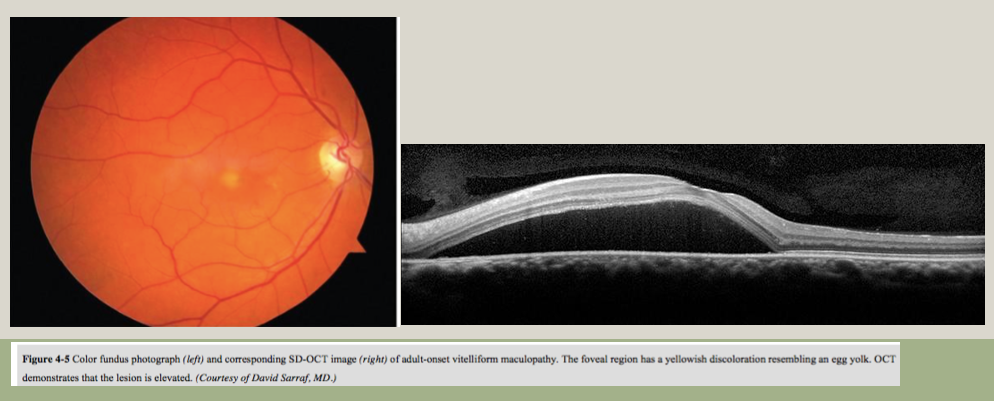 Figure 4-5 Color fundus photograph (left) and corresponding SD-OCT image (right) of adult-onset vitelliform maculopathy. The foveal region has a yellowish discoloration resembling an egg yolk. OCT
demonstrates that the lesion is elevated. (Courtesy of David Sarraf, MD.)